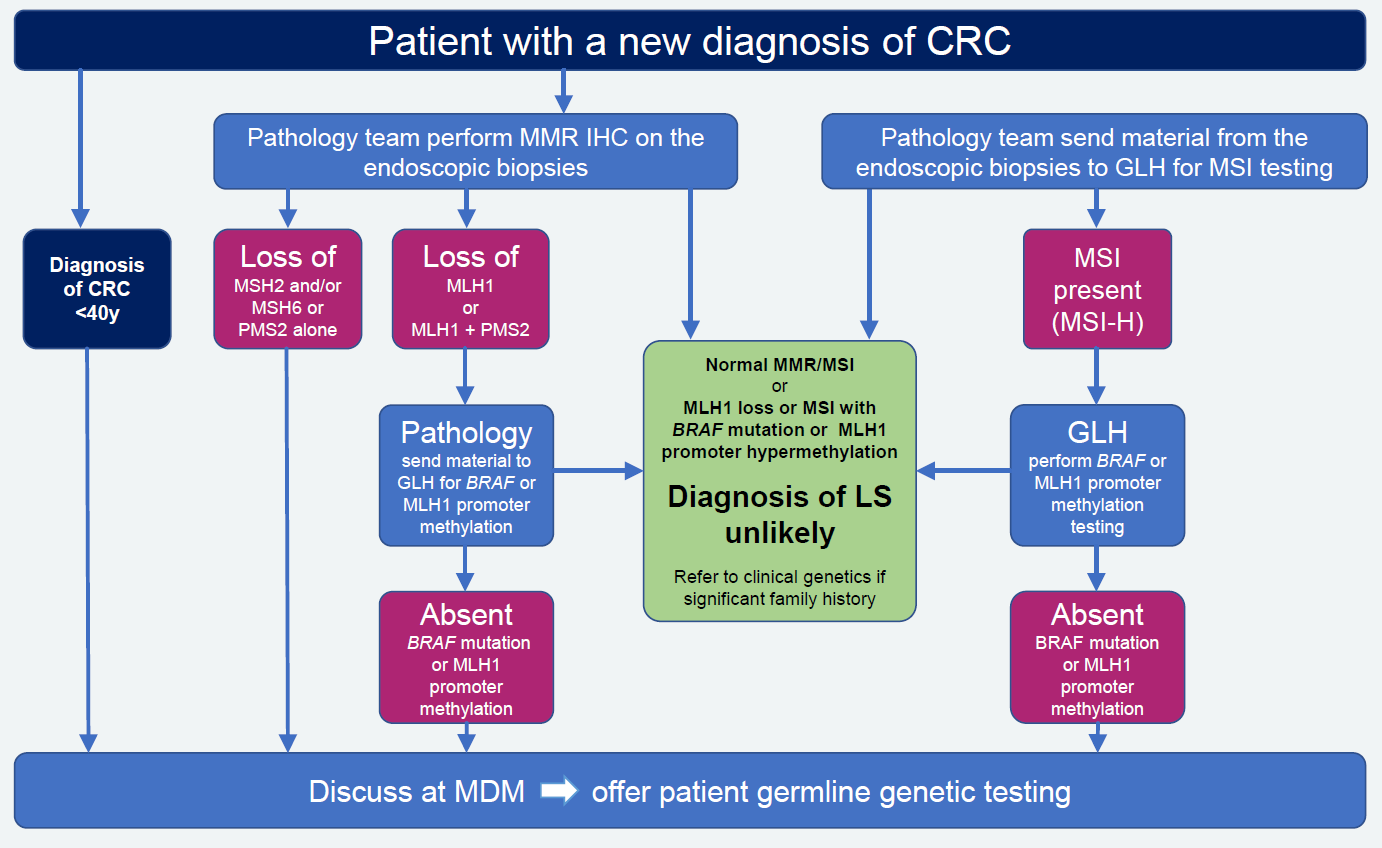 Patient with a new diagnosis of CRC
Pathology team perform MMR IHC on the
endoscopic biopsies
Pathology team send material from the
endoscopic biopsies to GLH for MSI testing
Diagnosis
of CRC
<40y
Loss of
MSH2 and/or
MSH6 or
PMS2 alone
Loss of
MLH1
or
MLH1 + PMS2
MSI
present
(MSI-H)
Normal MMR/MSI
or
MLH1 loss or MSI with
BRAF mutation or MLH1
promoter hypermethylation
Diagnosis of LS
unlikely
Refer to clinical genetics if
significant family history
Pathology
send material to
GLH for BRAF or
MLH1 promoter
methylation
GLH
perform BRAF or
MLH1 promoter
methylation
testing
Absent
BRAF mutation
or MLH1
promoter
methylation
Absent
BRAF mutation
or MLH1
promoter
methylation
Discuss at MDM offer patient germline genetic testing